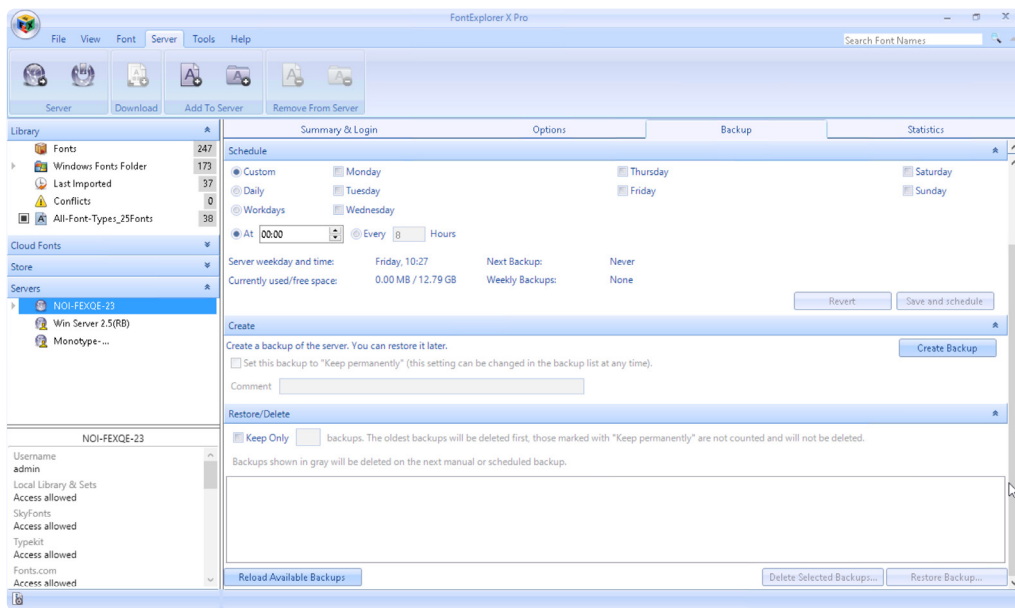 FontExplorer X Pro
File View Font Server Tools Help
Search Font Names
Server Download Add To Server Remove From Server
Library
Fonts 247
Windows Fonts Folder 173
Last Imported 37
Conflicts 0
All-Font-Types_25Fonts 38
Cloud Fonts
Store
Servers
NOI-FEXQE-23
Win Server 2.5(RB)
Monotype-...
NOI-FEXQE-23
Username
admin
Local Library & Sets
Access allowed
SkyFonts
Access allowed
Typekit
Access allowed
Fonts.com
Access allowed
Summary & Login Options Backup Statistics
Schedule
Custom Monday Thursday Saturday
Daily Tuesday Friday Sunday
Workdays Wednesday
At 00:00 Every 8 Hours
Server weekday and time: Friday, 10:27 Next Backup: Never
Currently used/free space: 0.00 MB / 12.79 GB Weekly Backups: None
Revert Save and schedule
Create
Create a backup of the server. You can restore it later.
Create Backup
Set this backup to "Keep permanently" (this setting can be changed in the backup list at any time).
Comment
Restore/Delete
Keep Only backups. The oldest backups will be deleted first, those marked with "Keep permanently" are not counted and will not be deleted.
Backups shown in gray will be deleted on the next manual or scheduled backup.
Reload Available Backups Delete Selected Backups... Restore Backup...